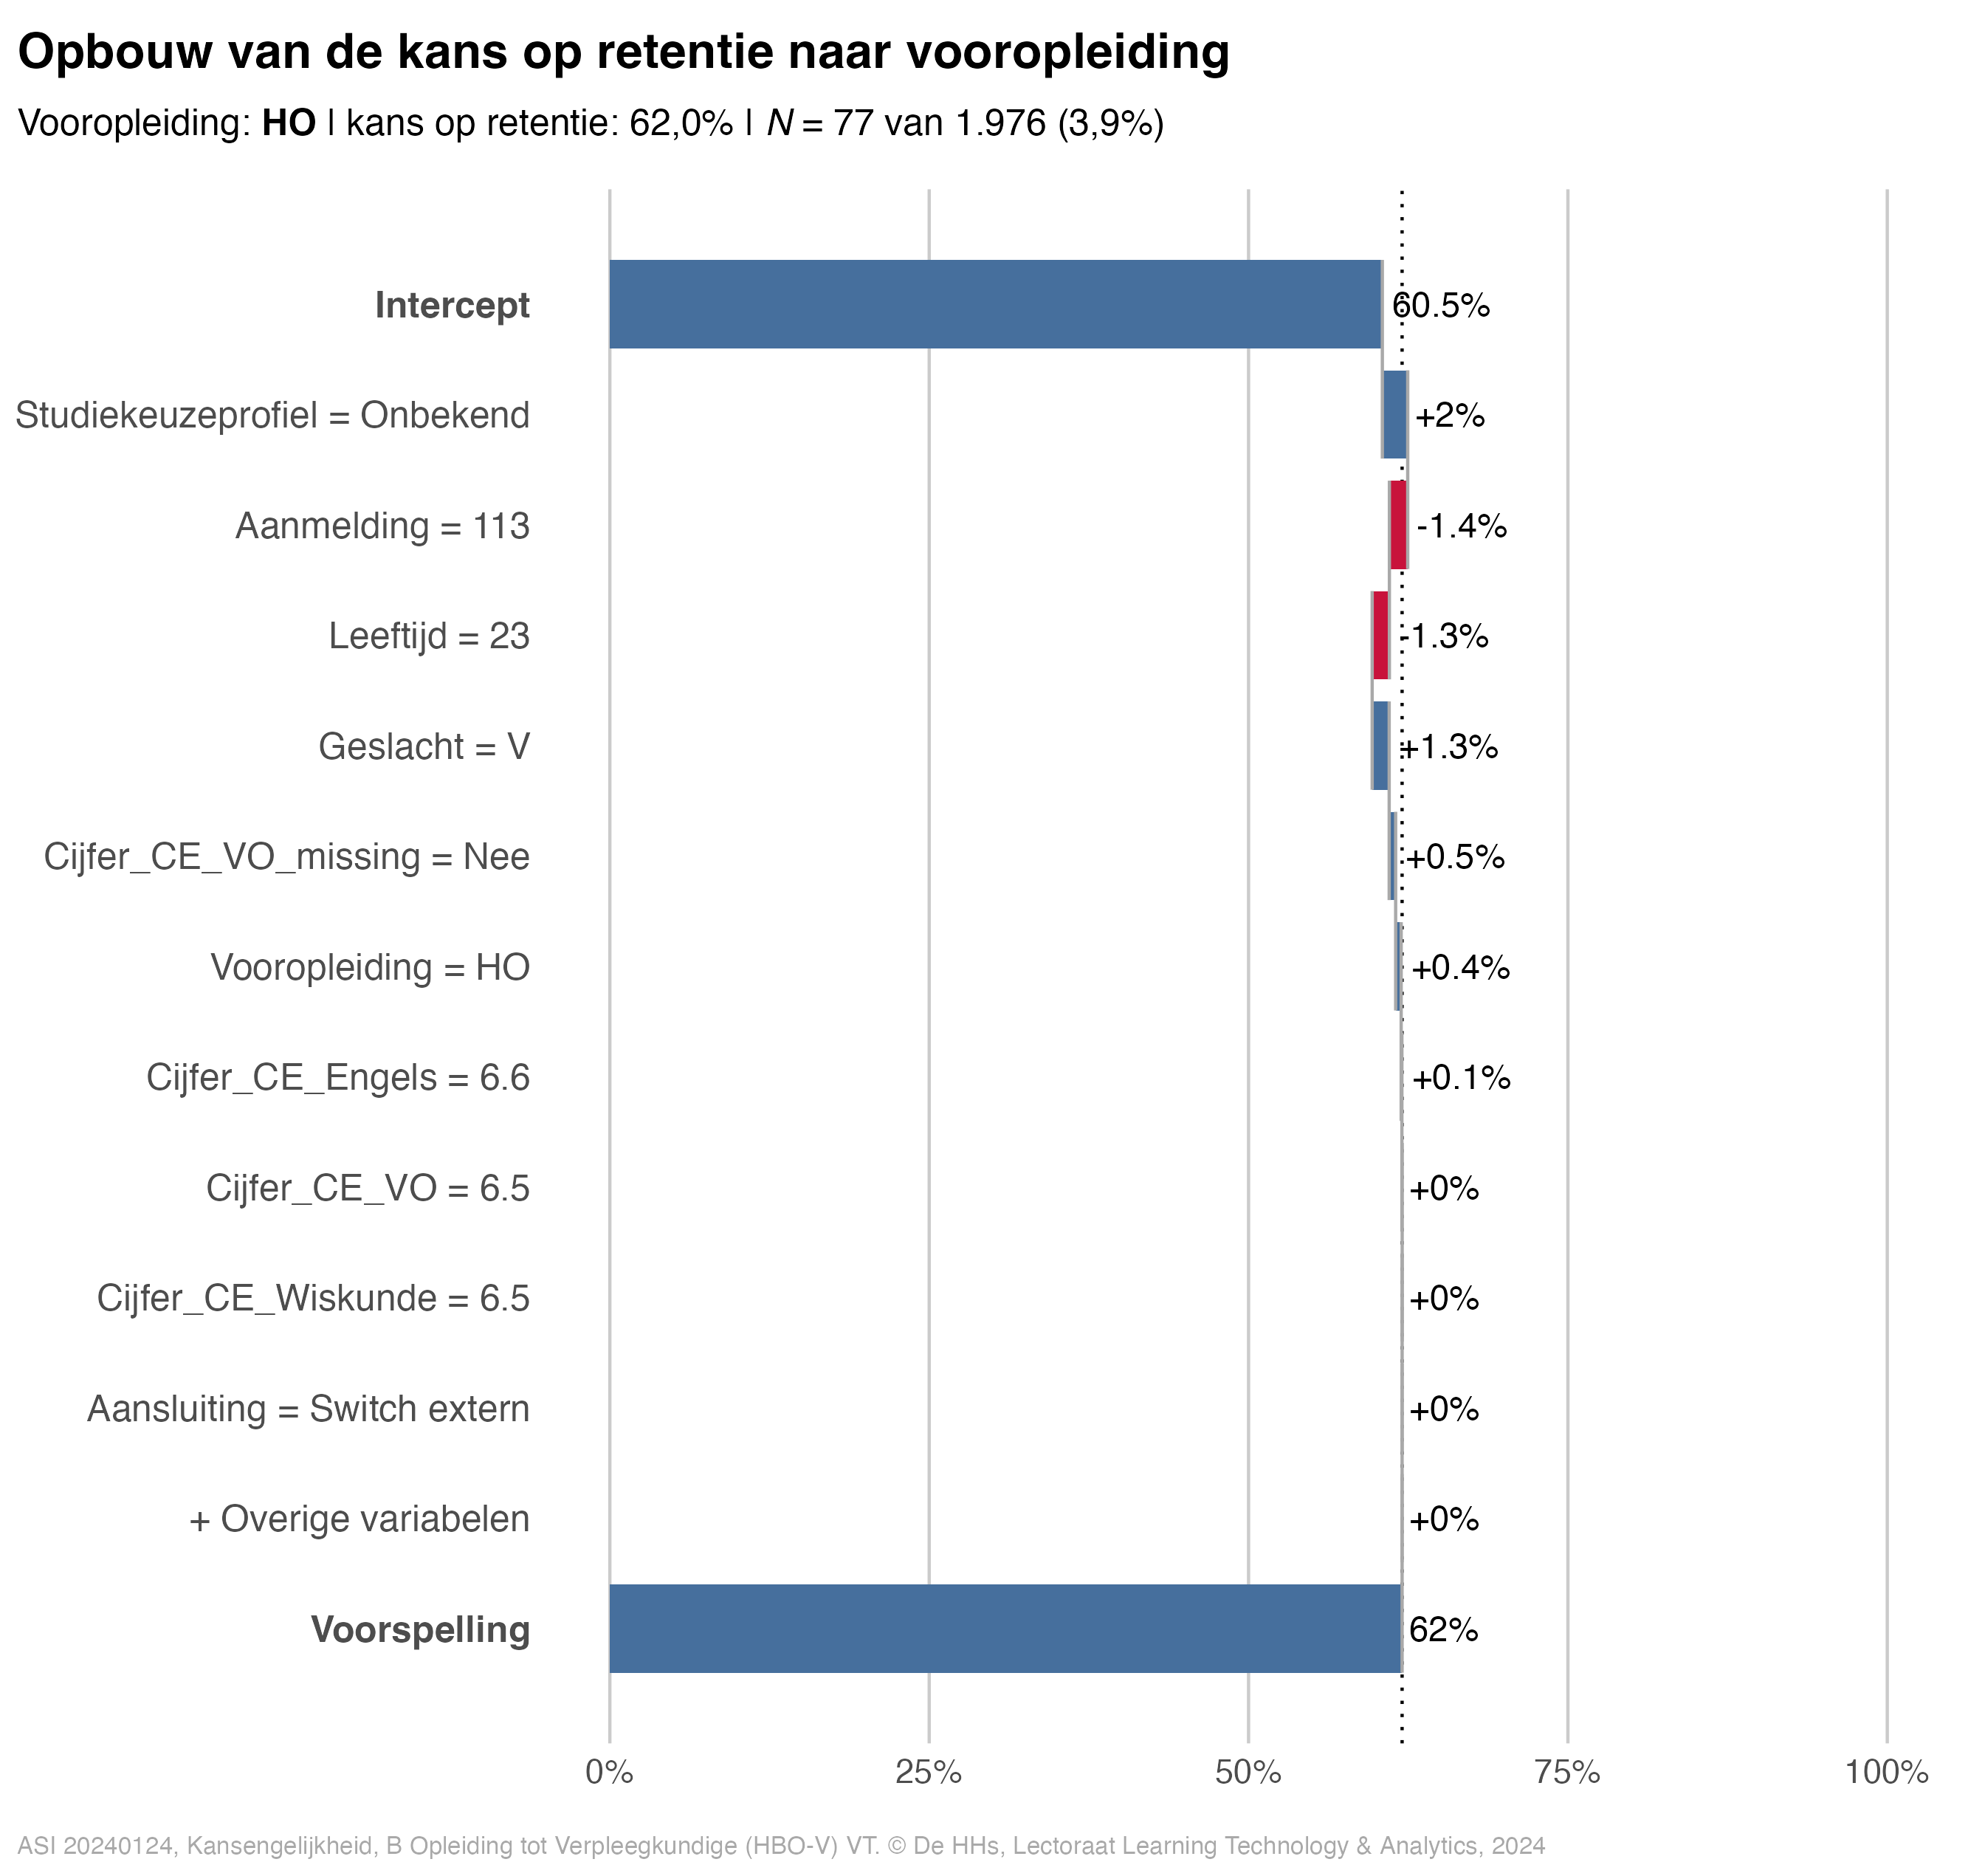 Opbouw van de kans op retentie naar vooropleiding
Vooropleiding: HO | kans op retentie: 62,0% | N = 77 van 1.976 (3,9%)
Intercept 60.5%
Studiekeuzeprofiel = Onbekend +2%
Aanmelding = 113 -1.4%
Leeftijd = 23 -1.3%
Geslacht = V +1.3%
Cijfer_CE_VO_missing = Nee +0.5%
Vooropleiding = HO +0.4%
Cijfer_CE_Engels = 6.6 +0.1%
Cijfer_CE_VO = 6.5 +0%
Cijfer_CE_Wiskunde = 6.5 +0%
Aansluiting = Switch extern +0%
+ Overige variabelen +0%
Voorspelling 62%
0% 25% 50% 75% 100%
ASI 20240124, Kansengelijkheid, B Opleiding tot Verpleegkundige (HBO-V) VT. © De HHs, Lectoraat Learning Technology & Analytics, 2024